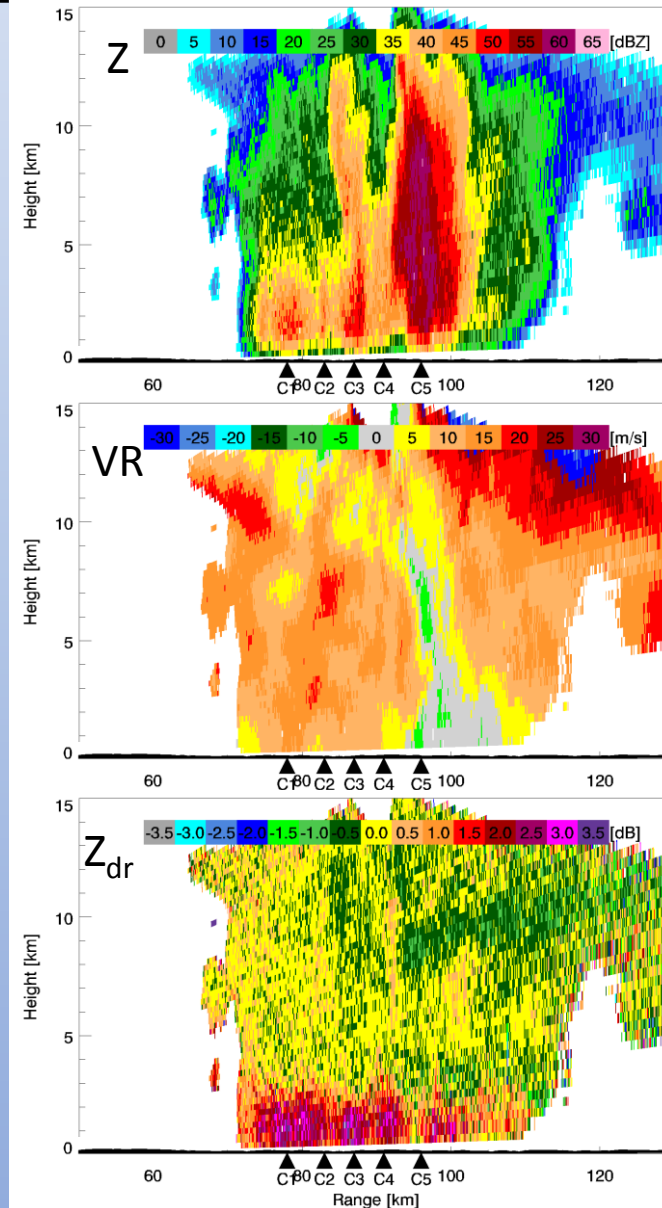 Z
0 5 10 15 20 25 30 35 40 45 50 55 60 65 [dBZ]
15
10
5
0
Height [km]
60 80 100 120
C1 C2 C3 C4 C5
VR
-30 -25 -20 -15 -10 -5 0 5 10 15 20 25 30 [m/s]
15
10
5
0
Height [km]
60 80 100 120
C1 C2 C3 C4 C5
Zdr
-3.5 -3.0 -2.5 -2.0 -1.5 -1.0 -0.5 0.0 0.5 1.0 1.5 2.0 2.5 3.0 3.5 [dB]
15
10
5
0
Height [km]
60 80 100 120
C1 C2 C3 C4 C5
Range [km]